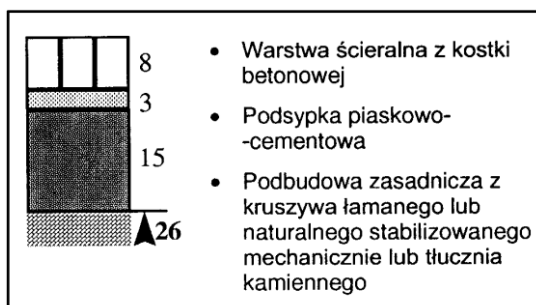 8
3
15
26
• Warstwa ścieralna z kostki
betonowej
• Podsypka piaskowo-
-cementowa
• Podbudowa zasadnicza z
kruszywa łamanego lub
naturalnego stabilizowanego
mechanicznie lub tłucznia
kamiennego